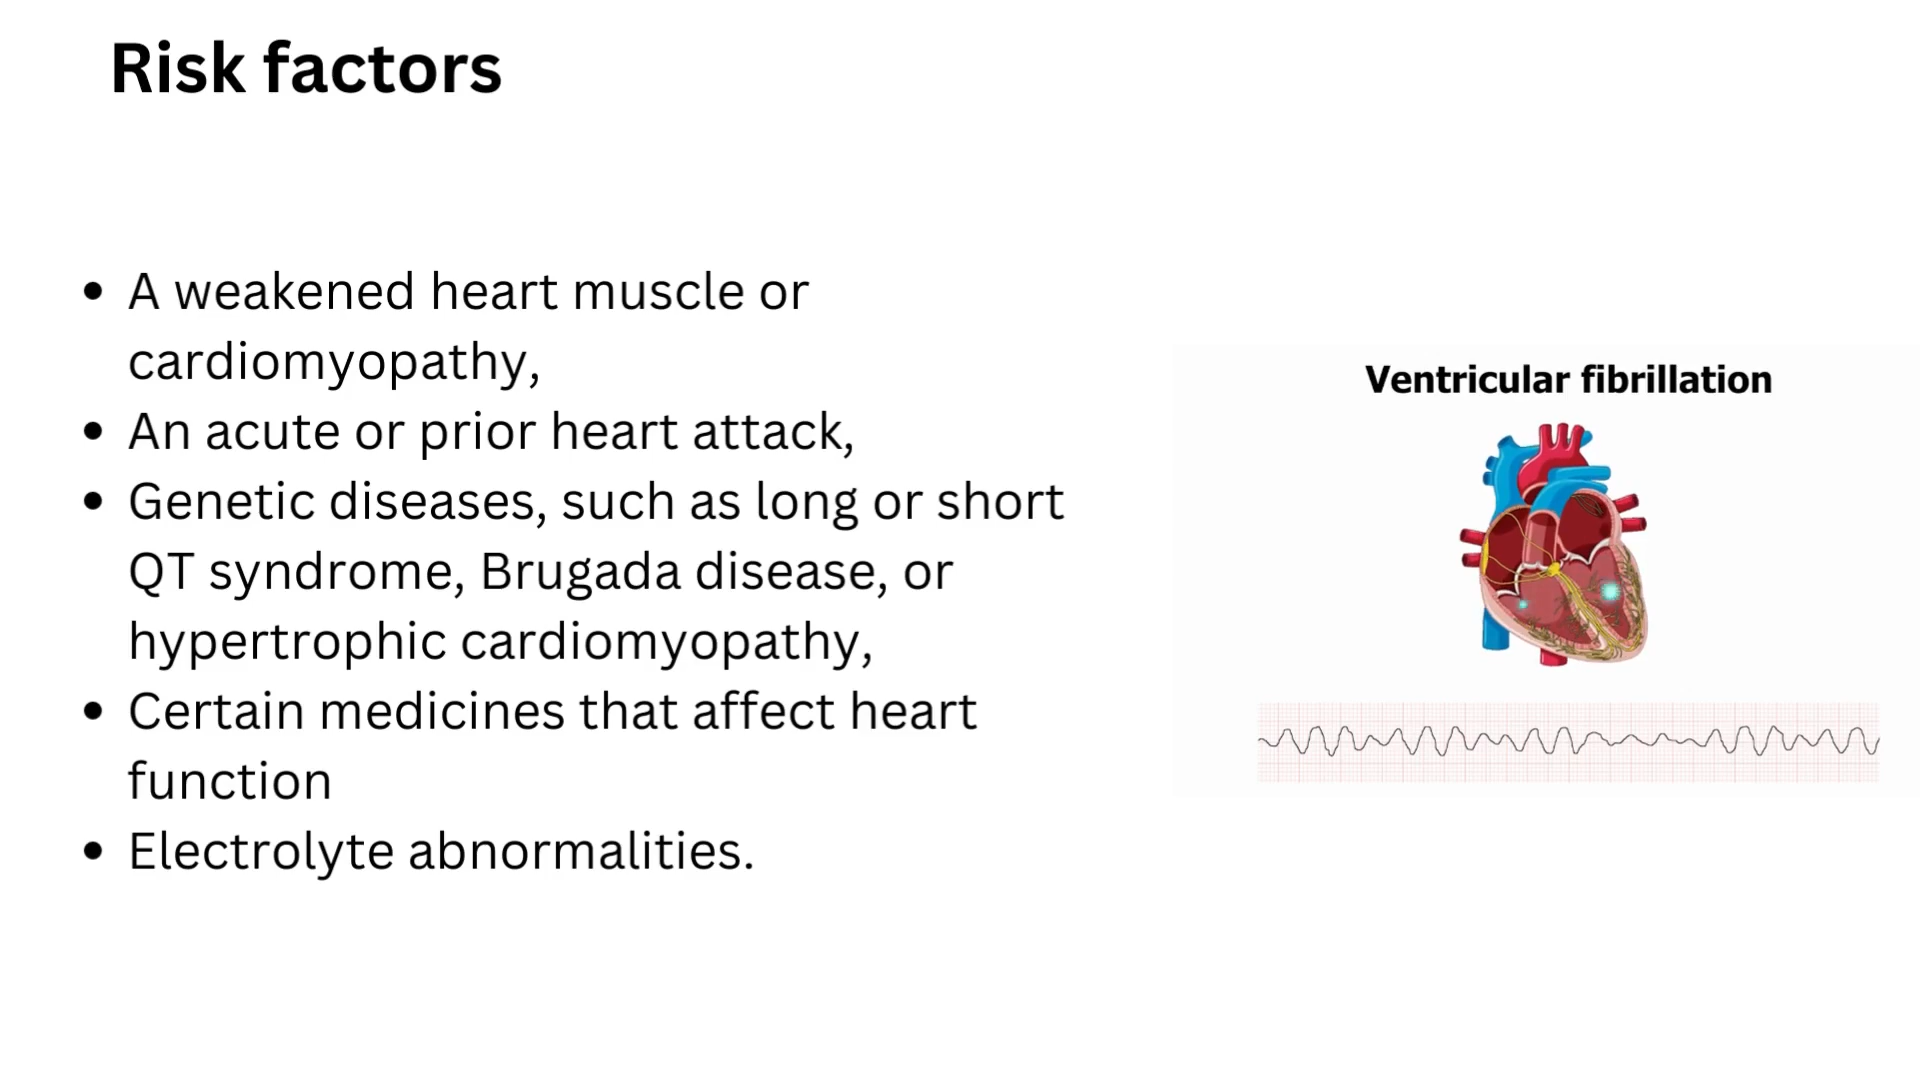 Risk factors
• A weakened heart muscle or
cardiomyopathy,
• An acute or prior heart attack,
• Genetic diseases, such as long or short
QT syndrome, Brugada disease, or
hypertrophic cardiomyopathy,
• Certain medicines that affect heart
function
• Electrolyte abnormalities.
Ventricular fibrillation